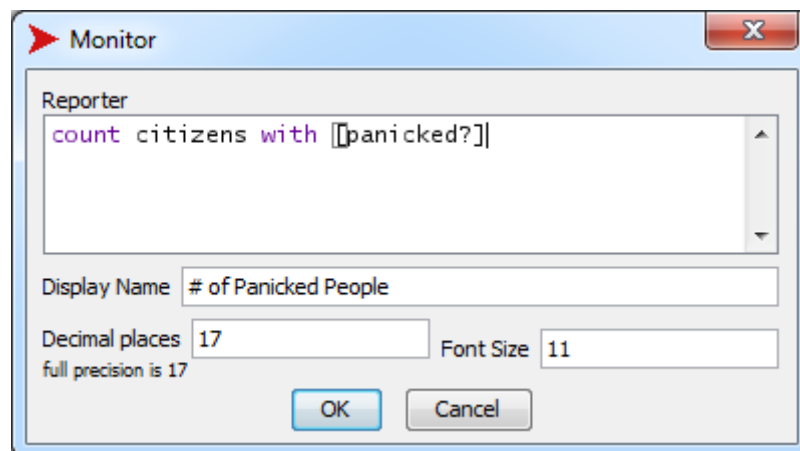 Monitor
Reporter
count citizens with [panicked?]
Display Name # of Panicked People
Decimal places 17 Font Size 11
full precision is 17
OK Cancel